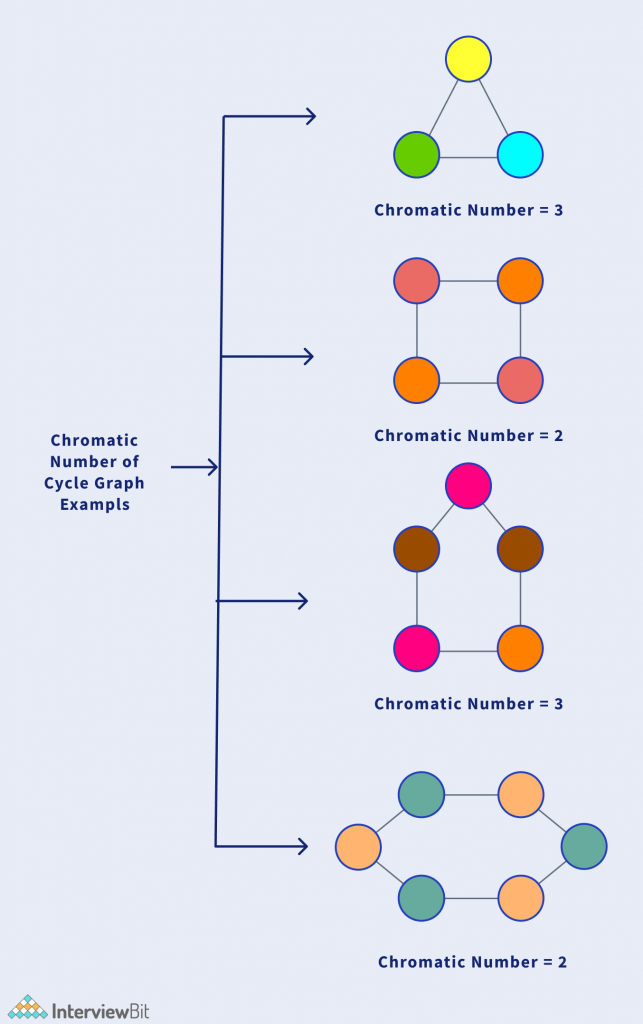 Chromatic Number = 3
Chromatic Number = 2
Chromatic
Number of
Cycle Graph
Exampls
Chromatic Number = 3
Chromatic Number = 2
InterviewBit